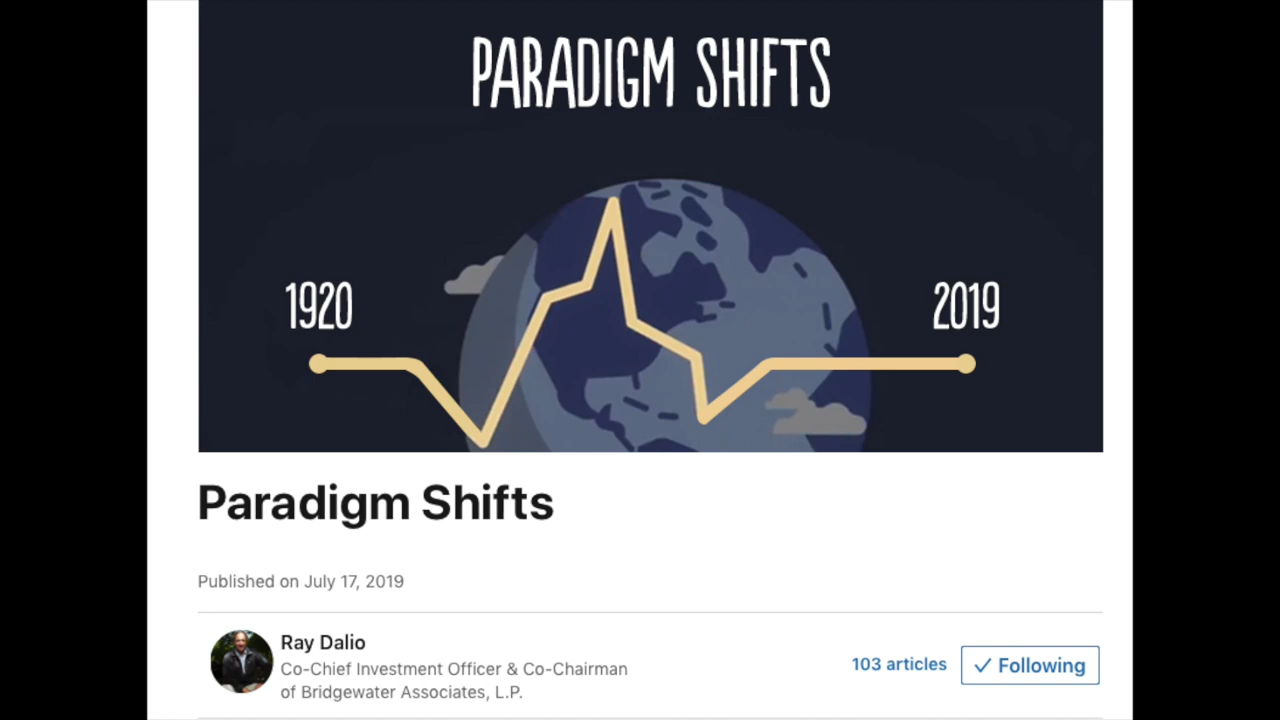 PARADIGM SHIFTS
1920
2019
Paradigm Shifts
Published on July 17, 2019
Ray Dalio
Co-Chief Investment Officer & Co-Chairman
of Bridgewater Associates, L.P.
103 articles
Following